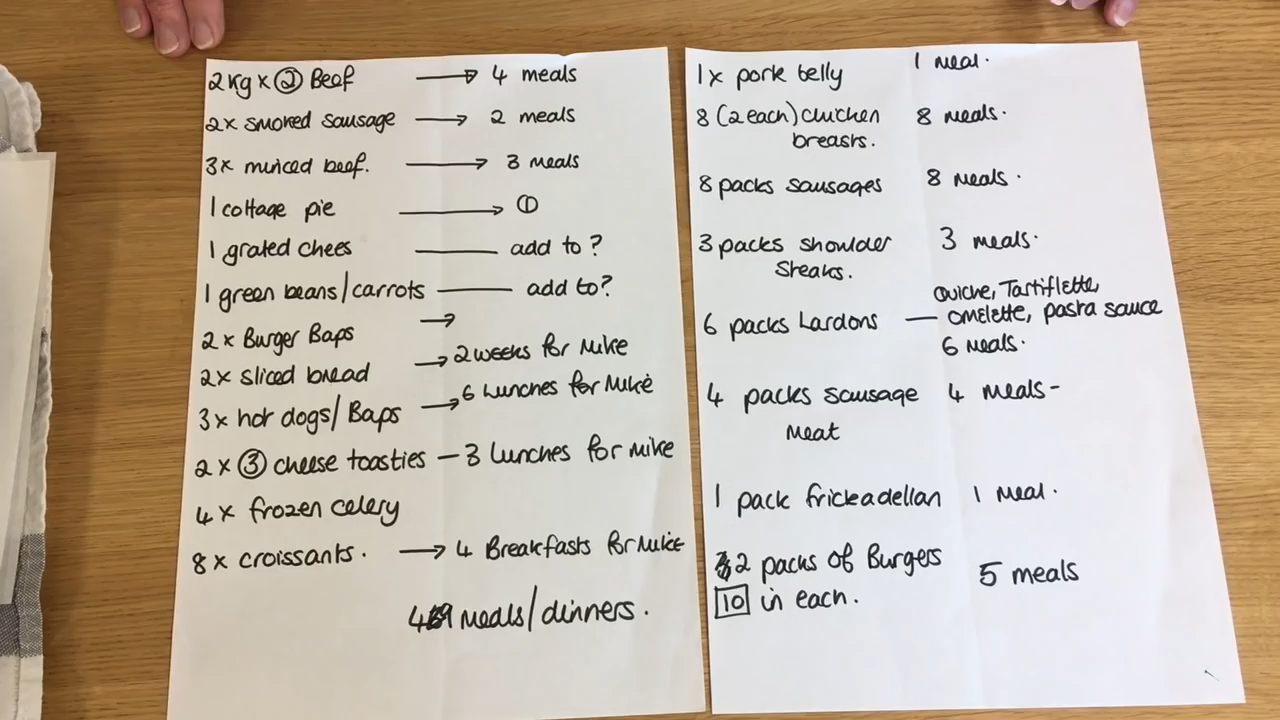 2kg x ② Beef → 4 meals
2x smoked sausage → 2 meals
3x minced beef. → 3 meals
1 cottage pie → ①
1 grated chees — add to ?
1 green beans/carrots — add to?
2x Burger Baps →
2x sliced bread → 2 weeks for Mike
3x hot dogs/ Baps → 6 Lunches for Mike
2 x ③ cheese toasties — 3 Lunches for Mike
4x frozen celery
8x croissants. → 4 Breakfasts for Mike
meals/dinners.
1x pork belly 1 meal.
8 (2 each) chicken 8 meals.
breasts.
8 packs sausages 8 meals.
3 packs shoulder 3 meals.
steaks.
Quiche, Tartiflette,
6 packs Lardons — omelette, pasta sauce
6 meals.
4 packs sausage 4 meals-
meat
1 pack frickadellan 1 meal.
2 packs of Burgers 5 meals
10 in each.